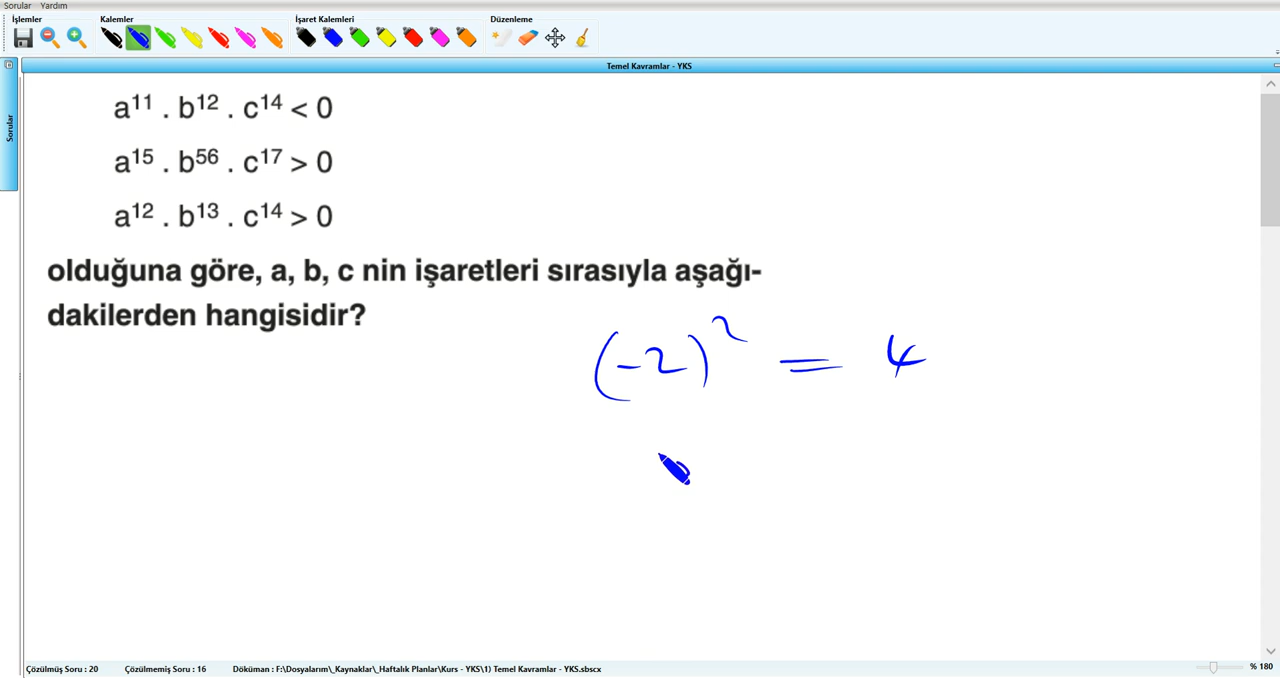 Sorular Yardım
İşlemler Kalemler İşaret Kalemleri Düzenleme
Temel Kavramlar - YKS
Sorular
a¹¹ . b¹² . c¹⁴ < 0
a¹⁵ . b⁵⁶ . c¹⁷ > 0
a¹² . b¹³ . c¹⁴ > 0
olduğuna göre, a, b, c nin işaretleri sırasıyla aşağı-
dakilerden hangisidir?
(-2)² = 4
Çözülmüş Soru : 20 Çözülmemiş Soru : 16 Döküman : F:\Dosyalarım\_Kaynaklar\_Haftalık Planlar\Kurs - YKS\1) Temel Kavramlar - YKS.sbscx % 180